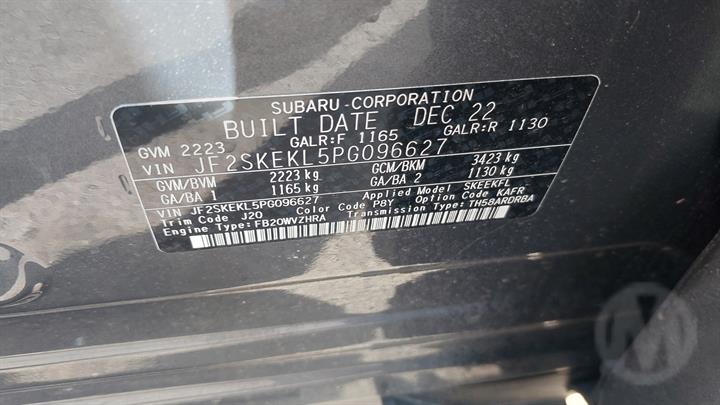 SUBARU CORPORATION
BUILT DATE DEC 22
GVM 2223 GALR:F 1165 GALR:R 1130
VIN JF2SKEKL5PG096627
GVM/BVM 2223 kg GCM/BKM 3423 kg
GA/BA 1 1165 kg GA/BA 2 1130 kg
VIN JF2SKEKL5PG096627 Applied Model SKEEKFL
Trim Code J20 Color Code P8Y Option Code KAFR
Engine Type:FB20WVZHRA Transmission Type:TH58ARDRBA
M